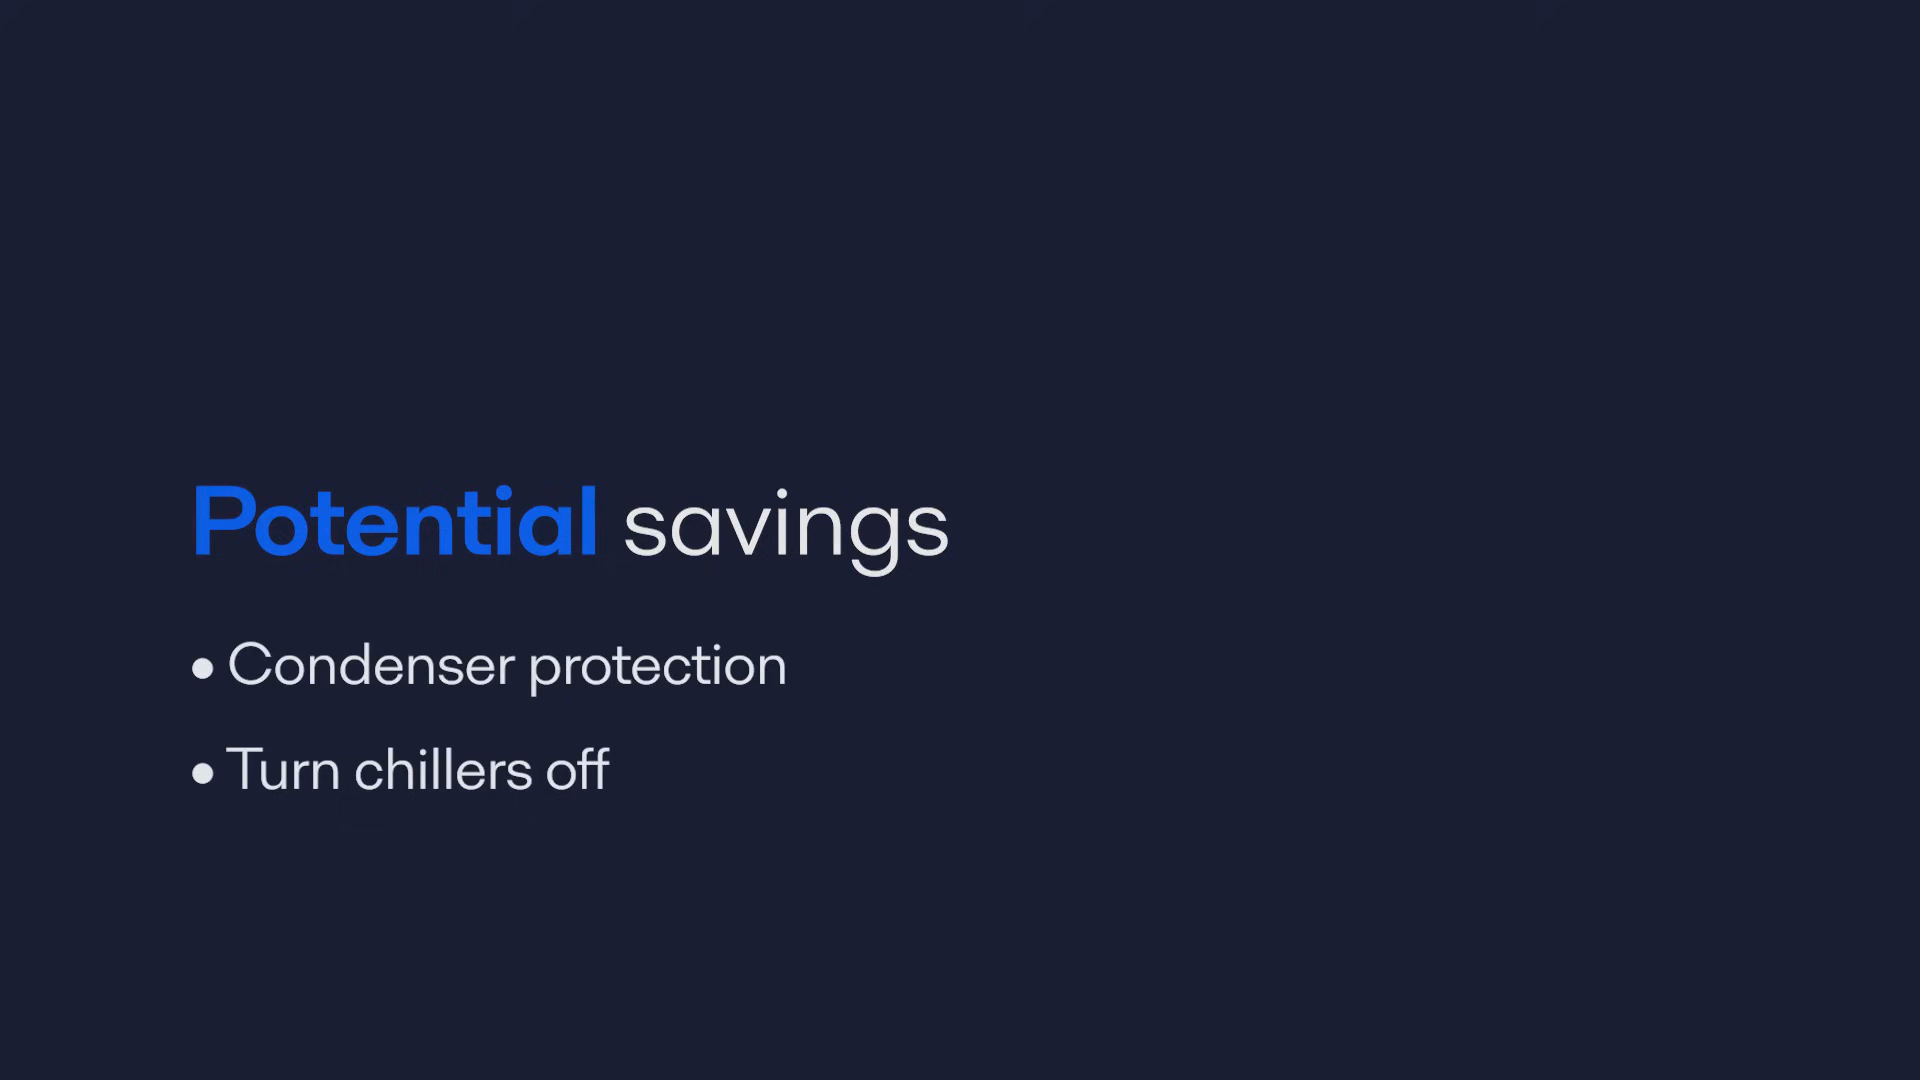 Potential savings
• Condenser protection
• Turn chillers off